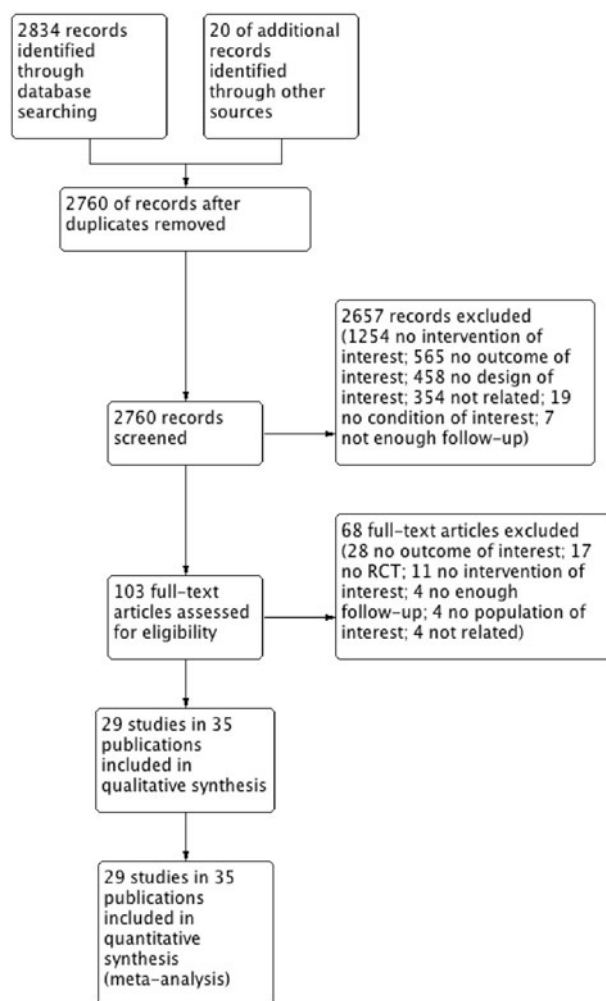 2834 records
identified
through
database
searching
20 of additional
records
identified
through other
sources
2760 of records after
duplicates removed
2657 records excluded
(1254 no intervention of
interest; 565 no outcome of
interest; 458 no design of
interest; 354 not related; 19
no condition of interest; 7
not enough follow-up)
2760 records
screened
68 full-text articles excluded
(28 no outcome of interest; 17
no RCT; 11 no intervention of
interest; 4 no enough
follow-up; 4 no population of
interest; 4 not related)
103 full-text
articles assessed
for eligibility
29 studies in 35
publications
included in
qualitative synthesis
29 studies in 35
publications
included in
quantitative
synthesis
(meta-analysis)